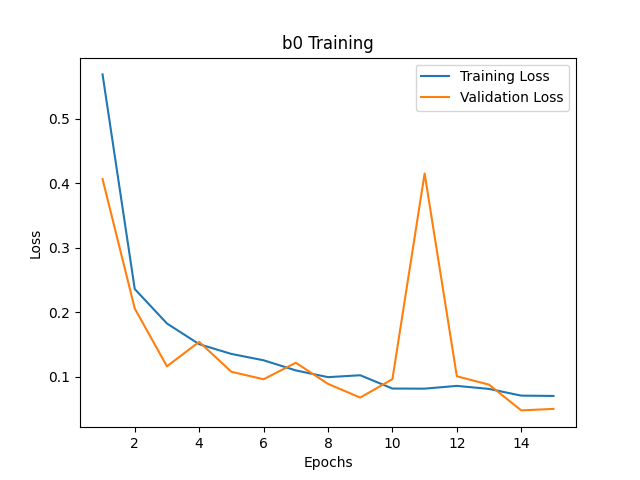 b0 Training
Training Loss
Validation Loss
Loss
0.5
0.4
0.3
0.2
0.1
2 4 6 8 10 12 14
Epochs